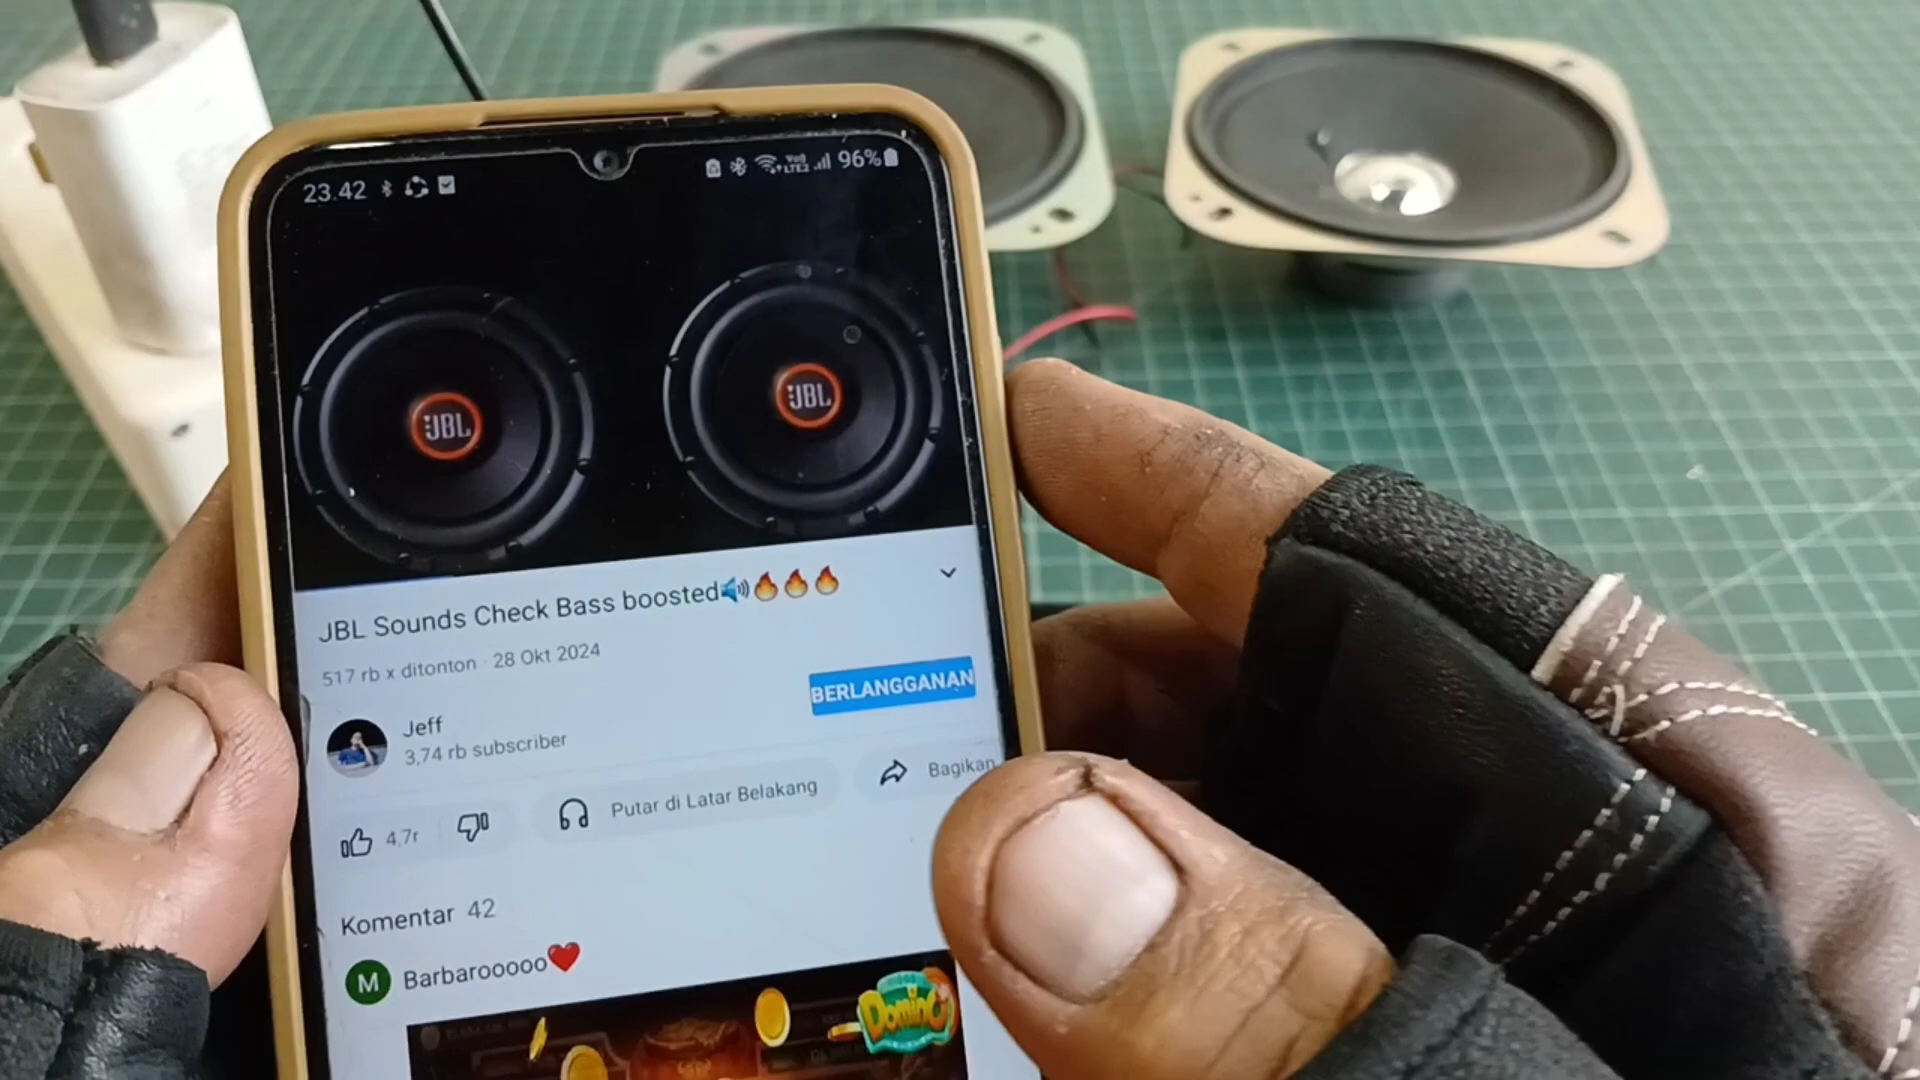 23.42
96%
JBL
JBL
JBL Sounds Check Bass boosted🔊🔥🔥🔥
517 rb x ditonton · 28 Okt 2024
BERLANGGANAN
Jeff
3,74 rb subscriber
4,7r
Putar di Latar Belakang
Bagikan
Komentar 42
M
Barbarooooo❤️
Domino